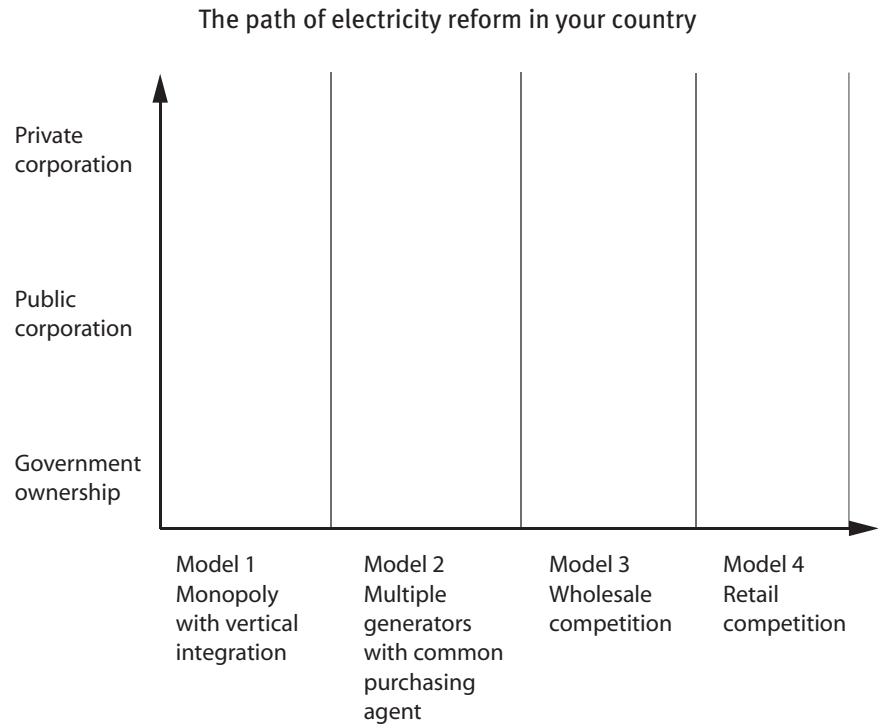 The path of electricity reform in your country
Private
corporation
Public
corporation
Government
ownership
Model 1
Monopoly
with vertical
integration
Model 2
Multiple
generators
with common
purchasing
agent
Model 3
Wholesale
competition
Model 4
Retail
competition